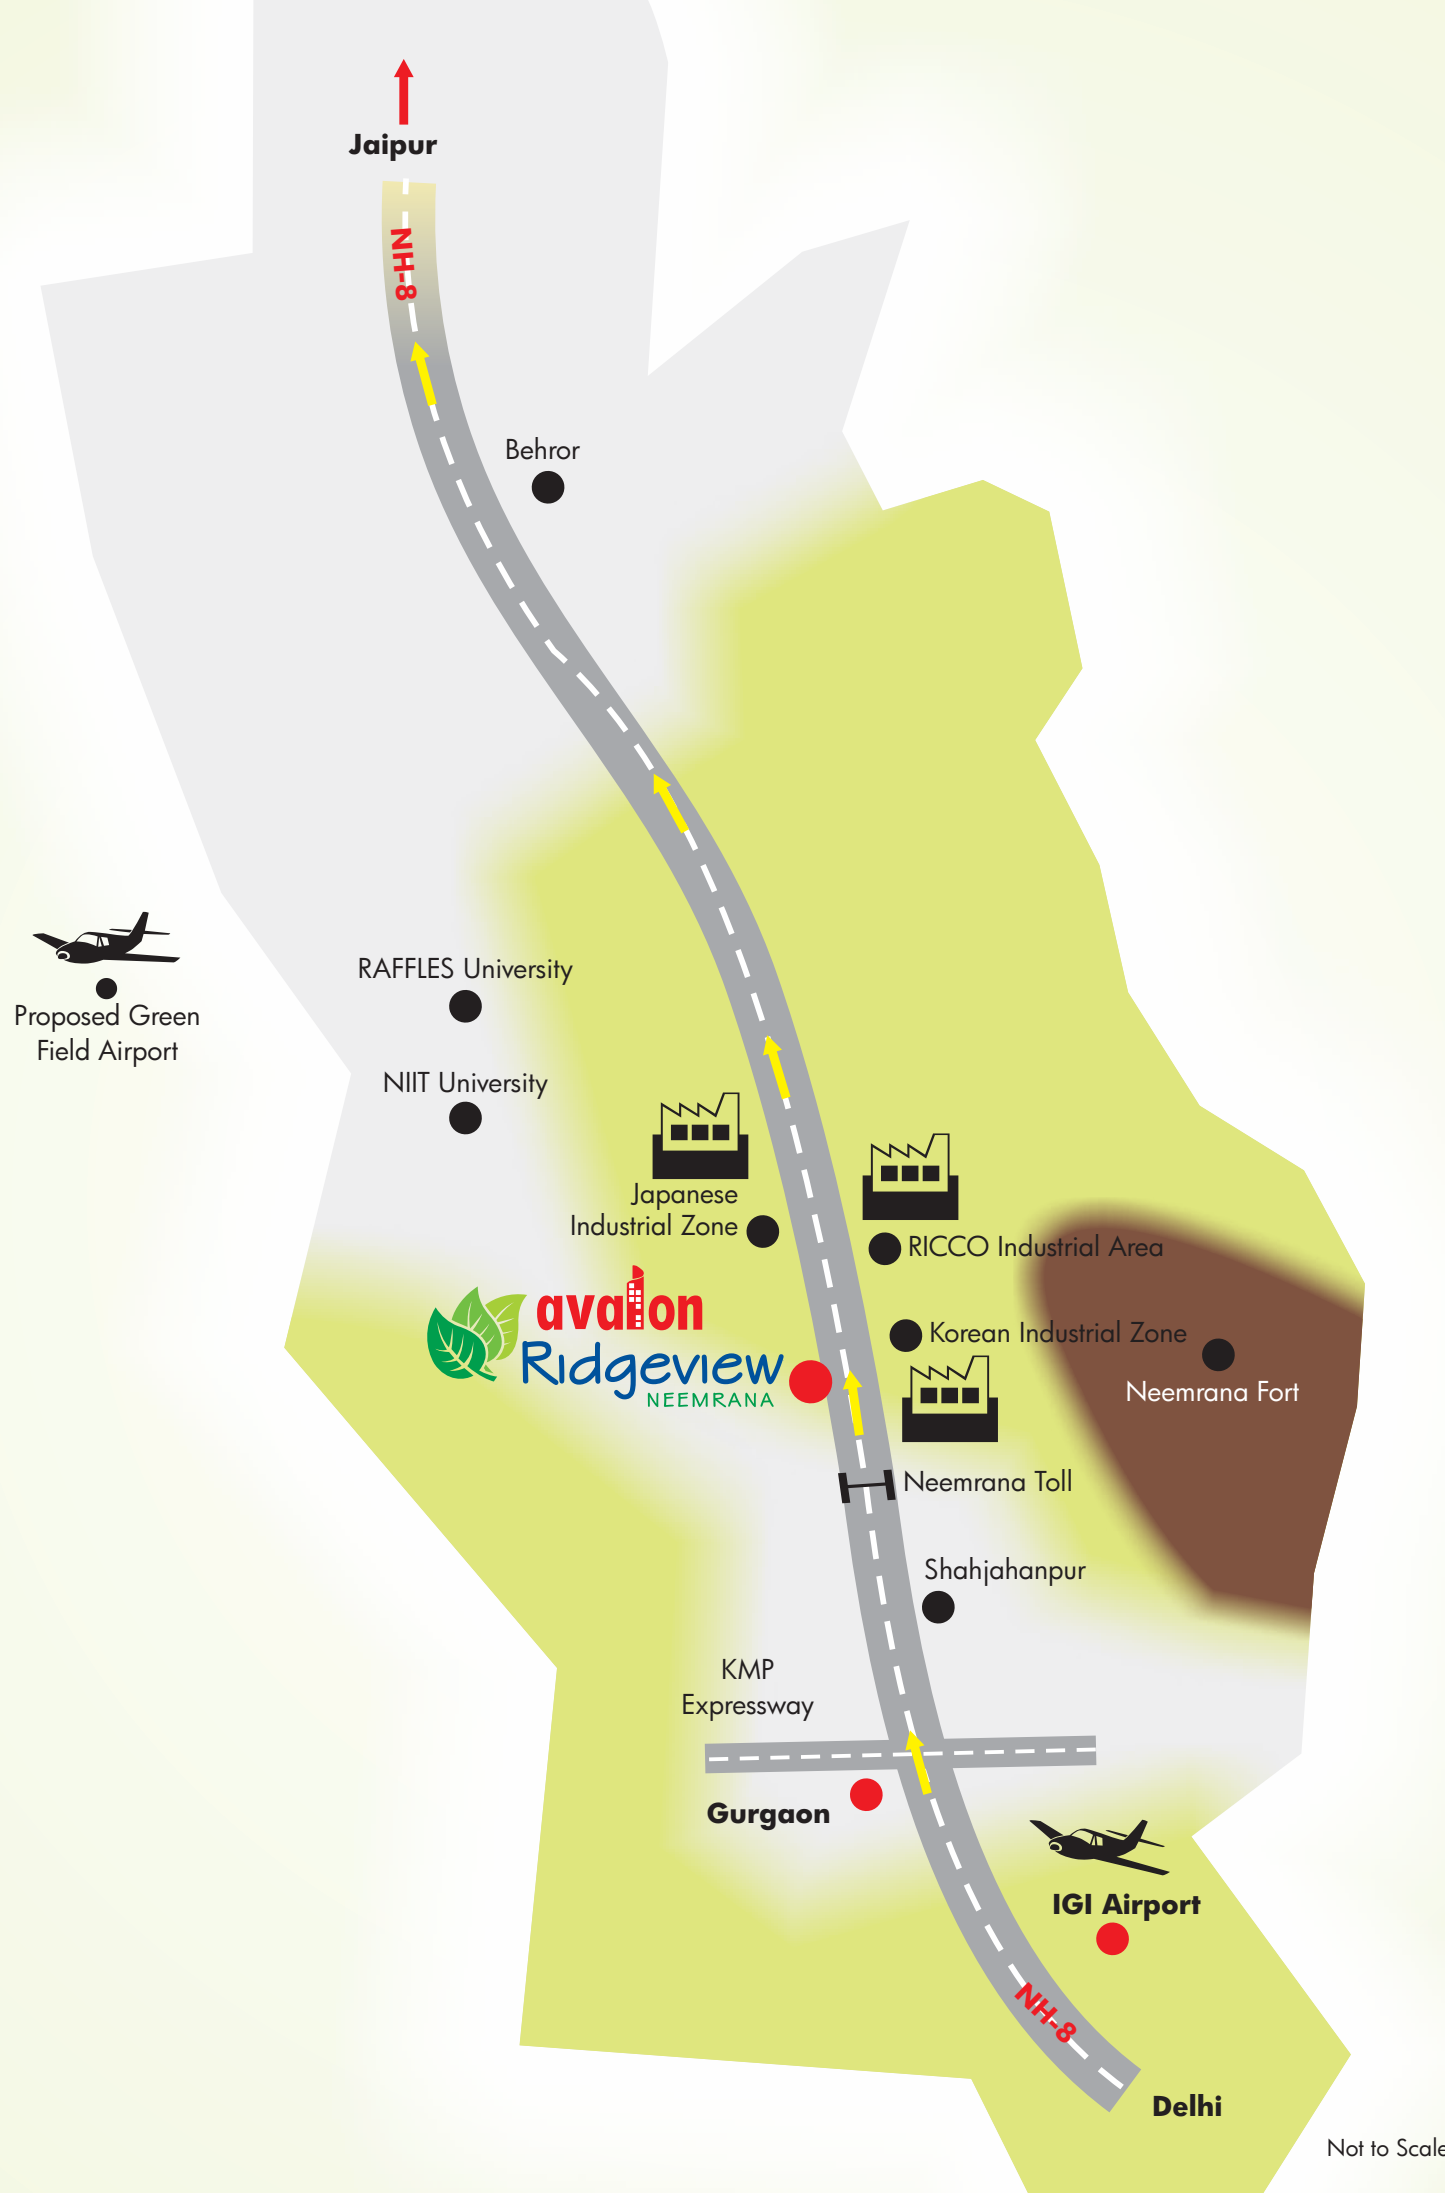 Jaipur
NH-8
Behror
RAFFLES University
Proposed Green
Field Airport
NIIT University
Japanese
Industrial Zone
RICCO Industrial Area
avalon
Ridgeview
NEEMRANA
Korean Industrial Zone
Neemrana Fort
Neemrana Toll
Shahjahanpur
KMP
Expressway
Gurgaon
IGI Airport
NH-8
Delhi
Not to Scale